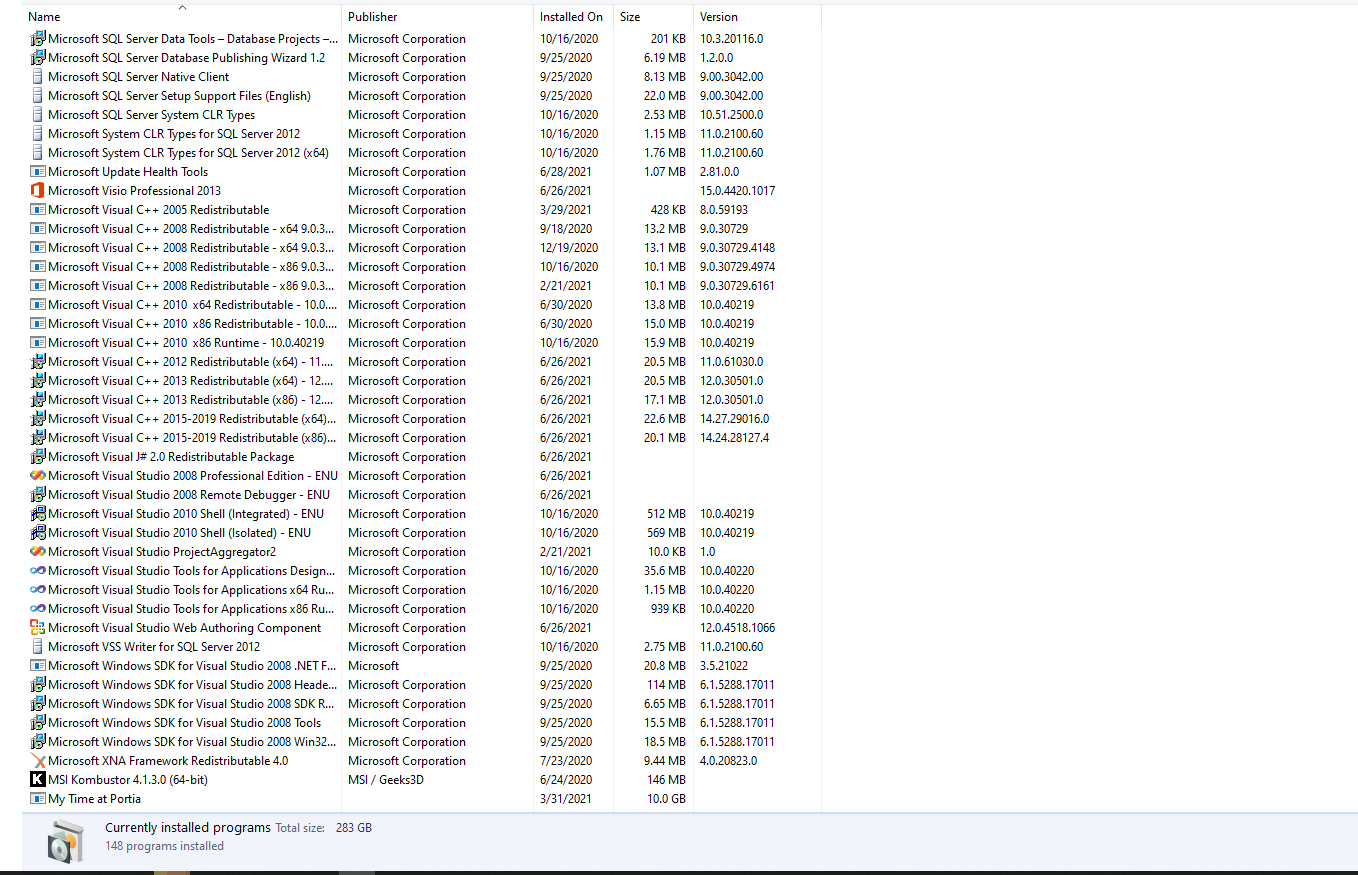 Name Publisher Installed On Size Version
Microsoft SQL Server Data Tools – Database Projects –... Microsoft Corporation 10/16/2020 201 KB 10.3.20116.0
Microsoft SQL Server Database Publishing Wizard 1.2 Microsoft Corporation 9/25/2020 6.19 MB 1.2.0.0
Microsoft SQL Server Native Client Microsoft Corporation 9/25/2020 8.13 MB 9.00.3042.00
Microsoft SQL Server Setup Support Files (English) Microsoft Corporation 9/25/2020 22.0 MB 9.00.3042.00
Microsoft SQL Server System CLR Types Microsoft Corporation 10/16/2020 2.53 MB 10.51.2500.0
Microsoft System CLR Types for SQL Server 2012 Microsoft Corporation 10/16/2020 1.15 MB 11.0.2100.60
Microsoft System CLR Types for SQL Server 2012 (x64) Microsoft Corporation 10/16/2020 1.76 MB 11.0.2100.60
Microsoft Update Health Tools Microsoft Corporation 6/28/2021 1.07 MB 2.81.0.0
Microsoft Visio Professional 2013 Microsoft Corporation 6/26/2021 15.0.4420.1017
Microsoft Visual C++ 2005 Redistributable Microsoft Corporation 3/29/2021 428 KB 8.0.59193
Microsoft Visual C++ 2008 Redistributable - x64 9.0.3... Microsoft Corporation 9/18/2020 13.2 MB 9.0.30729
Microsoft Visual C++ 2008 Redistributable - x64 9.0.3... Microsoft Corporation 12/19/2020 13.1 MB 9.0.30729.4148
Microsoft Visual C++ 2008 Redistributable - x86 9.0.3... Microsoft Corporation 10/16/2020 10.1 MB 9.0.30729.4974
Microsoft Visual C++ 2008 Redistributable - x86 9.0.3... Microsoft Corporation 2/21/2021 10.1 MB 9.0.30729.6161
Microsoft Visual C++ 2010 x64 Redistributable - 10.0.... Microsoft Corporation 6/30/2020 13.8 MB 10.0.40219
Microsoft Visual C++ 2010 x86 Redistributable - 10.0.... Microsoft Corporation 6/30/2020 15.0 MB 10.0.40219
Microsoft Visual C++ 2010 x86 Runtime - 10.0.40219 Microsoft Corporation 10/16/2020 15.9 MB 10.0.40219
Microsoft Visual C++ 2012 Redistributable (x64) - 11.... Microsoft Corporation 6/26/2021 20.5 MB 11.0.61030.0
Microsoft Visual C++ 2013 Redistributable (x64) - 12.... Microsoft Corporation 6/26/2021 20.5 MB 12.0.30501.0
Microsoft Visual C++ 2013 Redistributable (x86) - 12.... Microsoft Corporation 6/26/2021 17.1 MB 12.0.30501.0
Microsoft Visual C++ 2015-2019 Redistributable (x64)... Microsoft Corporation 6/26/2021 22.6 MB 14.27.29016.0
Microsoft Visual C++ 2015-2019 Redistributable (x86)... Microsoft Corporation 6/26/2021 20.1 MB 14.24.28127.4
Microsoft Visual J# 2.0 Redistributable Package Microsoft Corporation 6/26/2021
Microsoft Visual Studio 2008 Professional Edition - ENU Microsoft Corporation 6/26/2021
Microsoft Visual Studio 2008 Remote Debugger - ENU Microsoft Corporation 6/26/2021
Microsoft Visual Studio 2010 Shell (Integrated) - ENU Microsoft Corporation 10/16/2020 512 MB 10.0.40219
Microsoft Visual Studio 2010 Shell (Isolated) - ENU Microsoft Corporation 10/16/2020 569 MB 10.0.40219
Microsoft Visual Studio ProjectAggregator2 Microsoft Corporation 2/21/2021 10.0 KB 1.0
Microsoft Visual Studio Tools for Applications Design... Microsoft Corporation 10/16/2020 35.6 MB 10.0.40220
Microsoft Visual Studio Tools for Applications x64 Ru... Microsoft Corporation 10/16/2020 1.15 MB 10.0.40220
Microsoft Visual Studio Tools for Applications x86 Ru... Microsoft Corporation 10/16/2020 939 KB 10.0.40220
Microsoft Visual Studio Web Authoring Component Microsoft Corporation 6/26/2021 12.0.4518.1066
Microsoft VSS Writer for SQL Server 2012 Microsoft Corporation 10/16/2020 2.75 MB 11.0.2100.60
Microsoft Windows SDK for Visual Studio 2008 .NET F... Microsoft 9/25/2020 20.8 MB 3.5.21022
Microsoft Windows SDK for Visual Studio 2008 Heade... Microsoft Corporation 9/25/2020 114 MB 6.1.5288.17011
Microsoft Windows SDK for Visual Studio 2008 SDK R... Microsoft Corporation 9/25/2020 6.65 MB 6.1.5288.17011
Microsoft Windows SDK for Visual Studio 2008 Tools Microsoft Corporation 9/25/2020 15.5 MB 6.1.5288.17011
Microsoft Windows SDK for Visual Studio 2008 Win32... Microsoft Corporation 9/25/2020 18.5 MB 6.1.5288.17011
Microsoft XNA Framework Redistributable 4.0 Microsoft Corporation 7/23/2020 9.44 MB 4.0.20823.0
K MSI Kombustor 4.1.3.0 (64-bit) MSI / Geeks3D 6/24/2020 146 MB
My Time at Portia 3/31/2021 10.0 GB
Currently installed programs Total size: 283 GB
148 programs installed